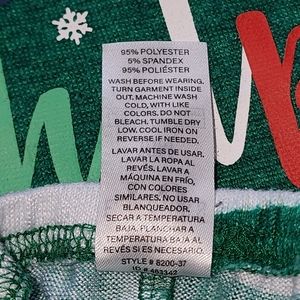 95% POLYESTER
5% SPANDEX
95% POLIÉSTER
WASH BEFORE WEARING.
TURN GARMENT INSIDE
OUT. MACHINE WASH
COLD, WITH LIKE
COLORS. DO NOT
BLEACH. TUMBLE DRY
LOW. COOL IRON ON
REVERSE IF NEEDED.
LAVAR ANTES DE USAR.
LAVAR LA ROPA AL
REVÉS. LAVAR A
MÁQUINA EN FRÍO,
CON COLORES
SIMILARES. NO USAR
BLANQUEADOR.
SECAR A TEMPERATURA
BAJA. PLANCHAR A
TEMPERATURA BAJA AL
REVÉS SI ES NECESARIO
STYLE # 8200-37
ID # 83342